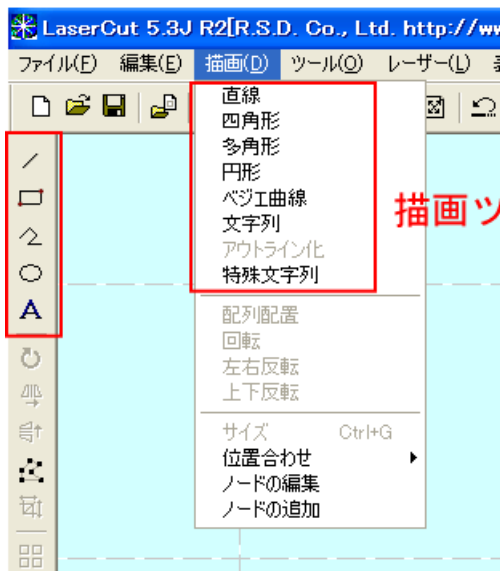 LaserCut 5.3J R2[R.S.D. Co., Ltd. http://w
ファイル(F) 編集(E) 描画(D) ツール(O) レーザー(L)
直線
四角形
多角形
円形
ベジエ曲線
文字列
アウトライン化
特殊文字列
描画ツ
A
配列配置
回転
左右反転
上下反転
サイズ Ctrl+G
位置合わせ
ノードの編集
ノードの追加